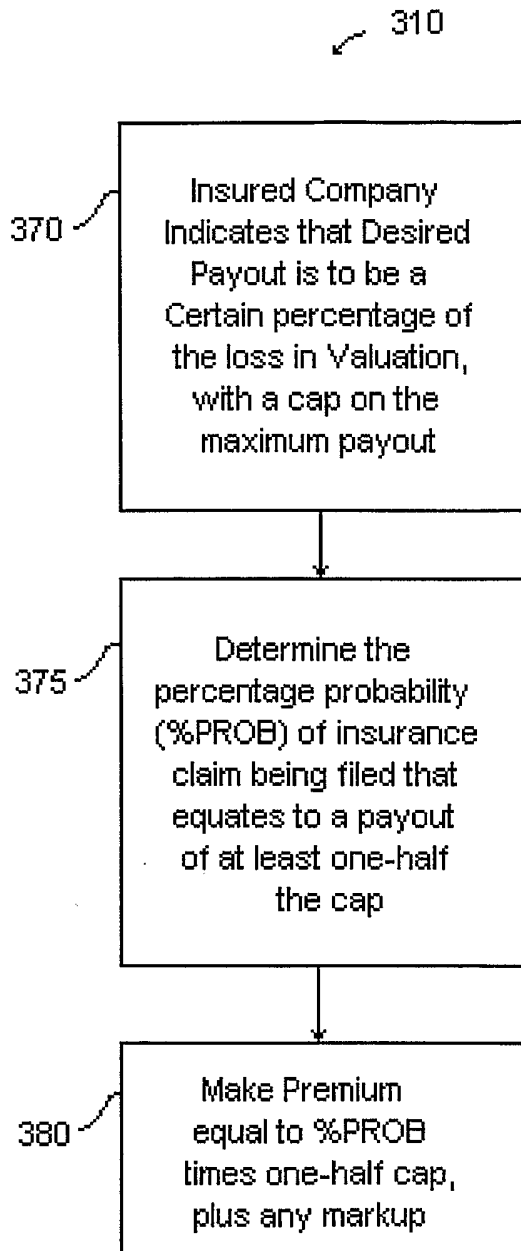 310
370
Insured Company
Indicates that Desired
Payout is to be a
Certain percentage of
the loss in Valuation,
with a cap on the
maximum payout
375
Determine the
percentage probability
(%PROB) of insurance
claim being filed that
equates to a payout
of at least one-half
the cap
380
Make Premium
equal to %PROB
times one-half cap,
plus any markup